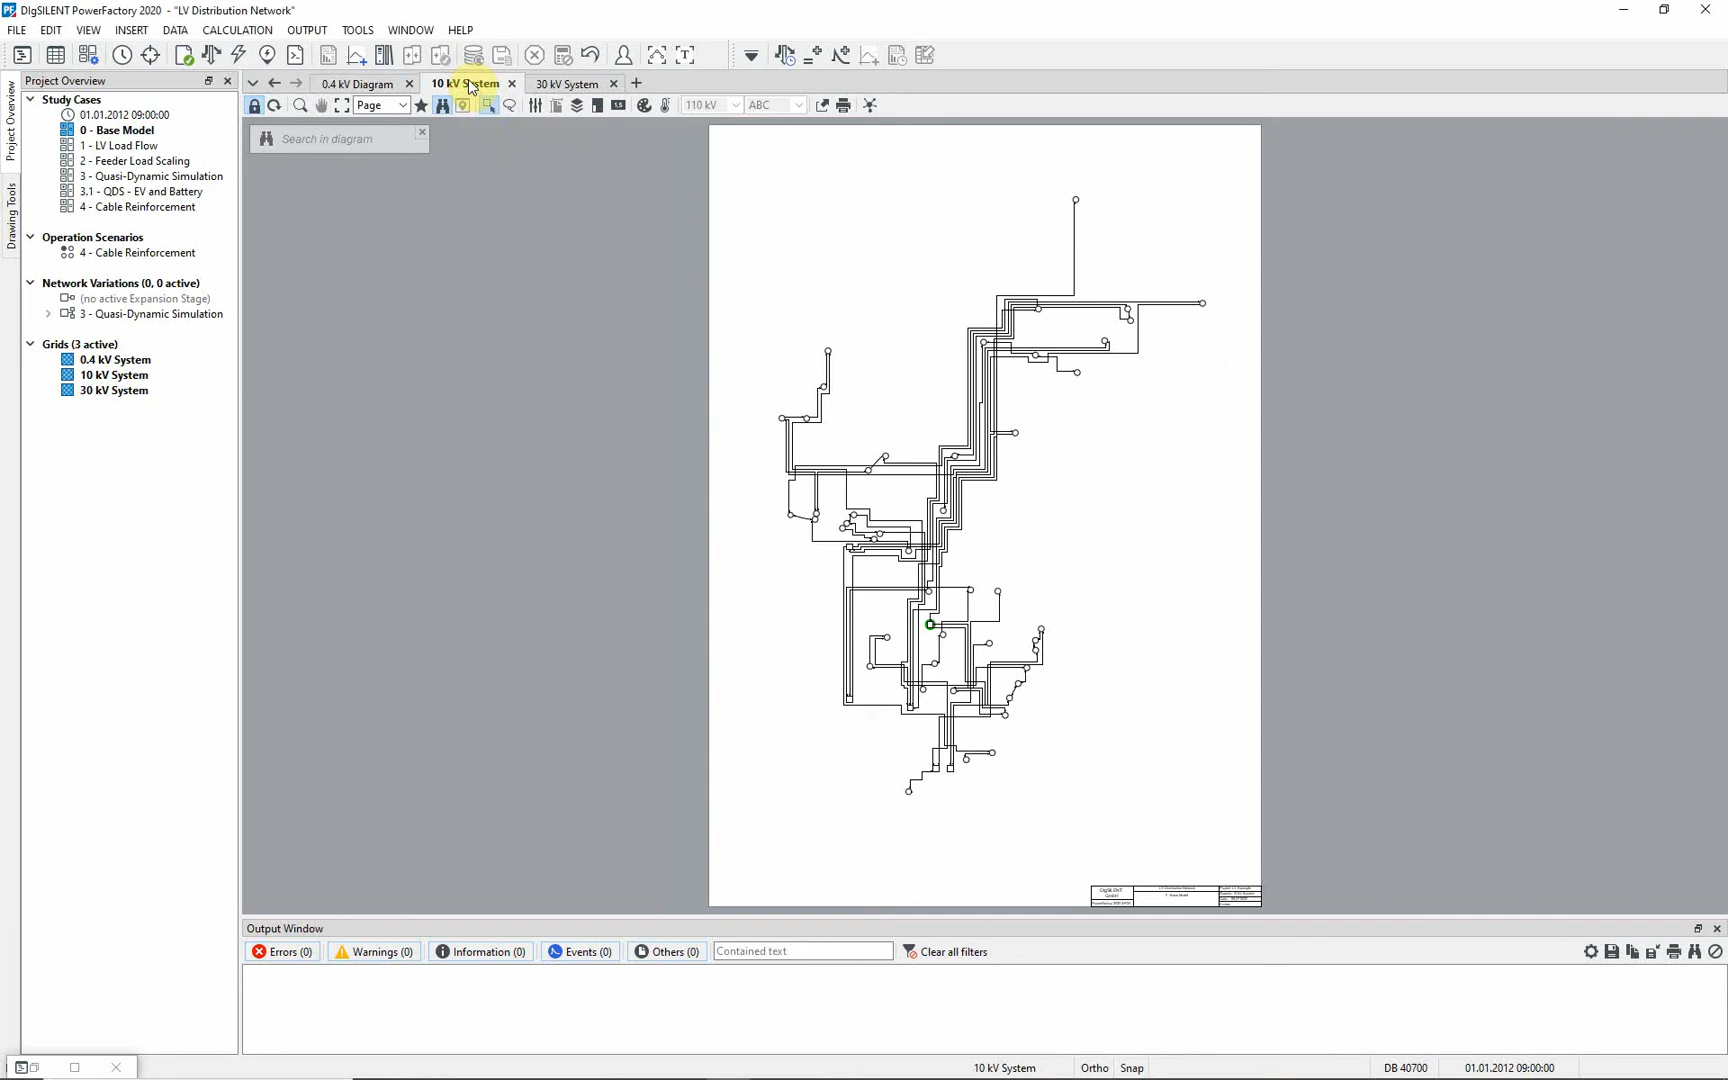 DIgSILENT PowerFactory 2020 - "LV Distribution Network"
FILE EDIT VIEW INSERT DATA CALCULATION OUTPUT TOOLS WINDOW HELP
Project Overview
0.4 kV Diagram
10 kV System
30 kV System
Page
110 kV
ABC
Project Overview
Drawing Tools
Search in diagram
Study Cases
01.01.2012 09:00:00
0 - Base Model
1 - LV Load Flow
2 - Feeder Load Scaling
3 - Quasi-Dynamic Simulation
3.1 - QDS - EV and Battery
4 - Cable Reinforcement
Operation Scenarios
4 - Cable Reinforcement
Network Variations (0, 0 active)
(no active Expansion Stage)
3 - Quasi-Dynamic Simulation
Grids (3 active)
0.4 kV System
10 kV System
30 kV System
Output Window
Errors (0)
Warnings (0)
Information (0)
Events (0)
Others (0)
Contained text
Clear all filters
10 kV System
Ortho
Snap
DB 40700
01.01.2012 09:00:00